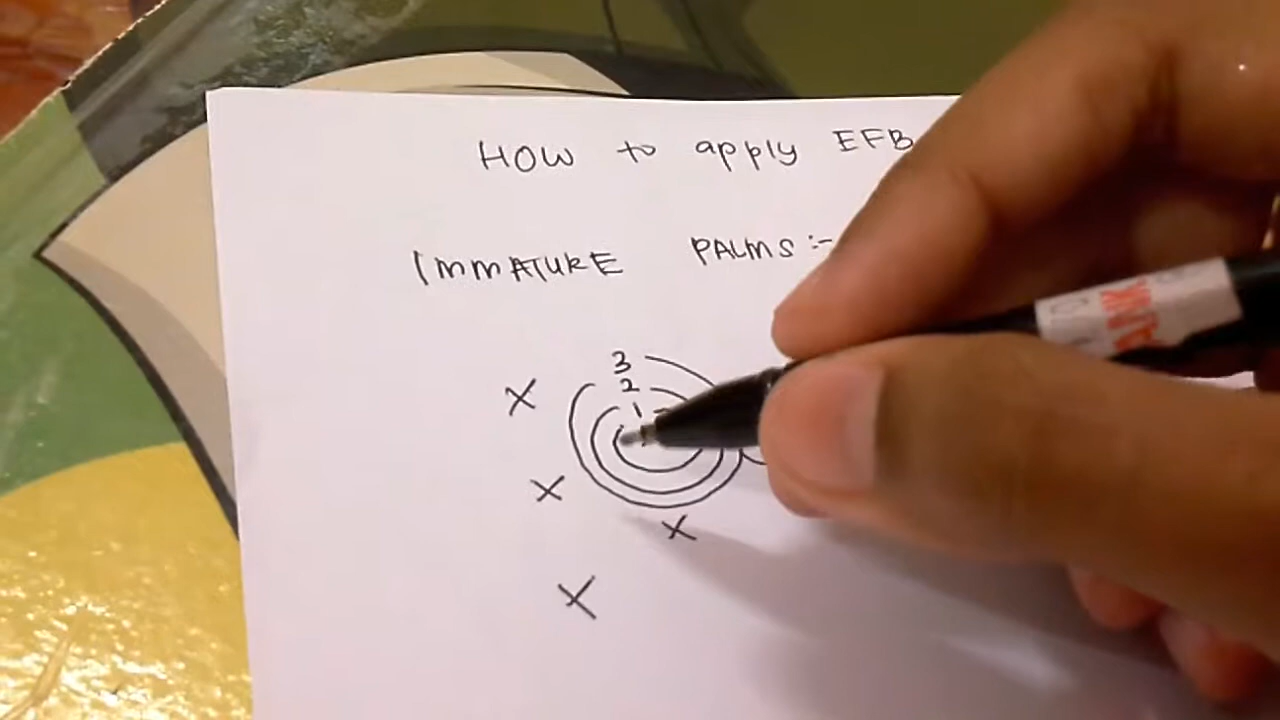 HOW to apply EFB
IMMATURE PALMS :-
3
2
1
X
X
X
X